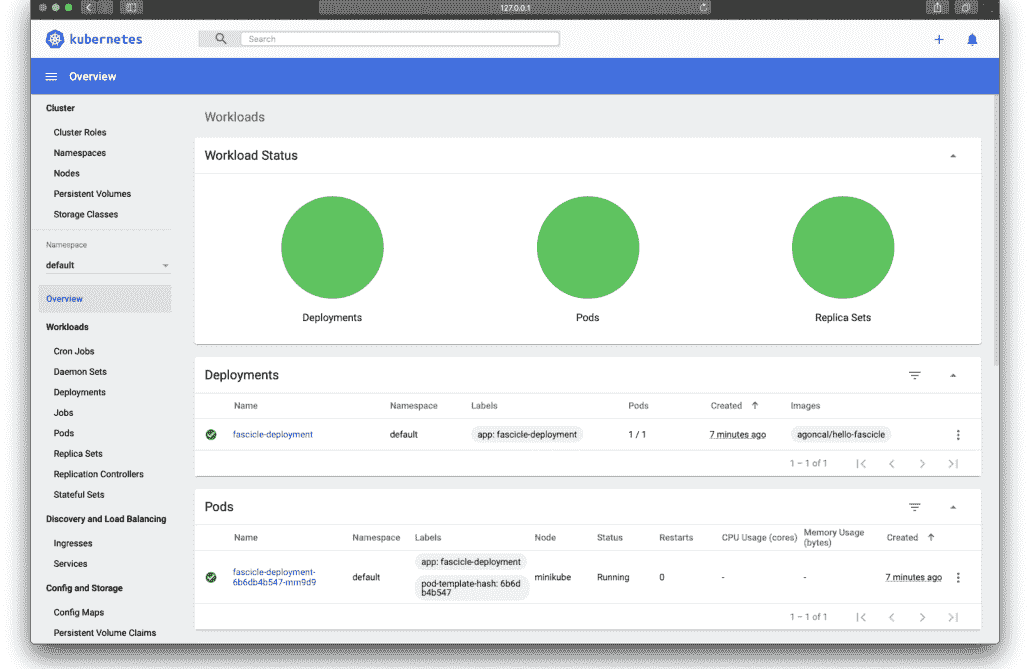 127.0.0.1
kubernetes
Search
Overview
Cluster
Cluster Roles
Namespaces
Nodes
Persistent Volumes
Storage Classes
Namespace
default
Overview
Workloads
Cron Jobs
Daemon Sets
Deployments
Jobs
Pods
Replica Sets
Replication Controllers
Stateful Sets
Discovery and Load Balancing
Ingresses
Services
Config and Storage
Config Maps
Persistent Volume Claims
Workloads
Workload Status
Deployments Pods Replica Sets
Deployments
Name Namespace Labels Pods Created Images
fascicle-deployment default app: fascicle-deployment 1 / 1 7 minutes ago agoncal/hello-fascicle
1 – 1 of 1
Pods
Name Namespace Labels Node Status Restarts CPU Usage (cores) Memory Usage (bytes) Created
fascicle-deployment-6b6db4b547-mm9d9 default app: fascicle-deployment pod-template-hash: 6b6db4b547 minikube Running 0 - - 7 minutes ago
1 – 1 of 1